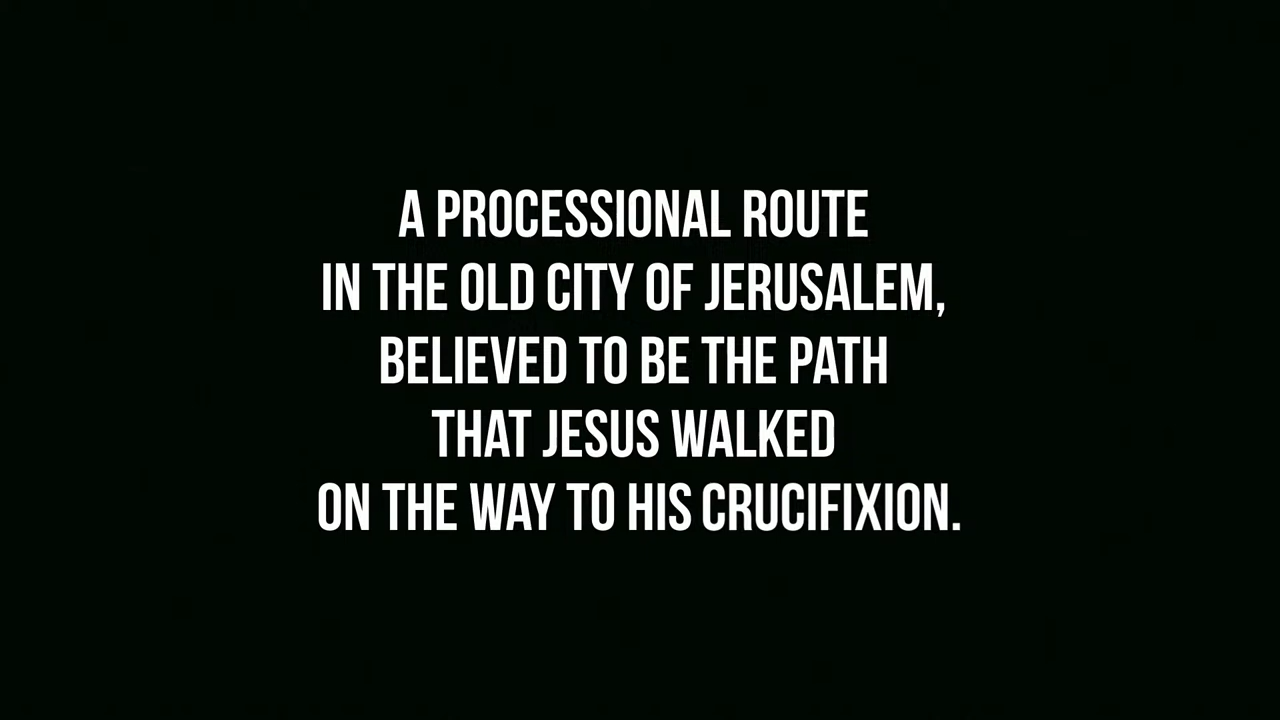 A PROCESSIONAL ROUTE
IN THE OLD CITY OF JERUSALEM,
BELIEVED TO BE THE PATH
THAT JESUS WALKED
ON THE WAY TO HIS CRUCIFIXION.